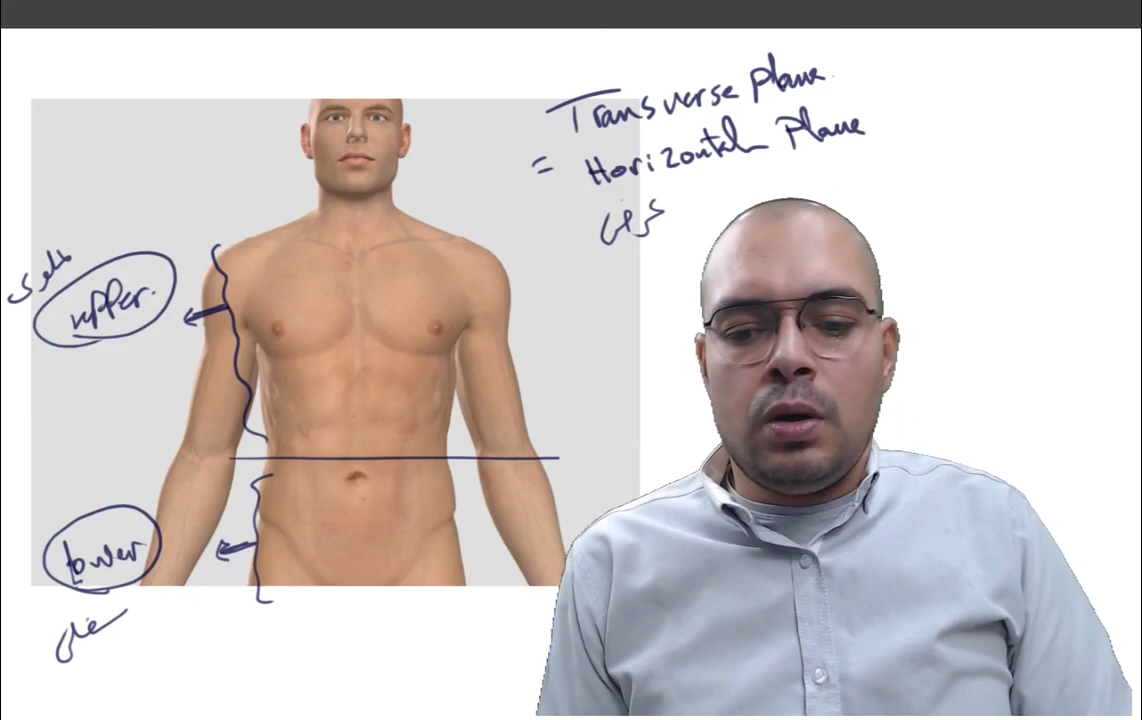 Transverse plane
= Horizontal Plane
upper.
lower